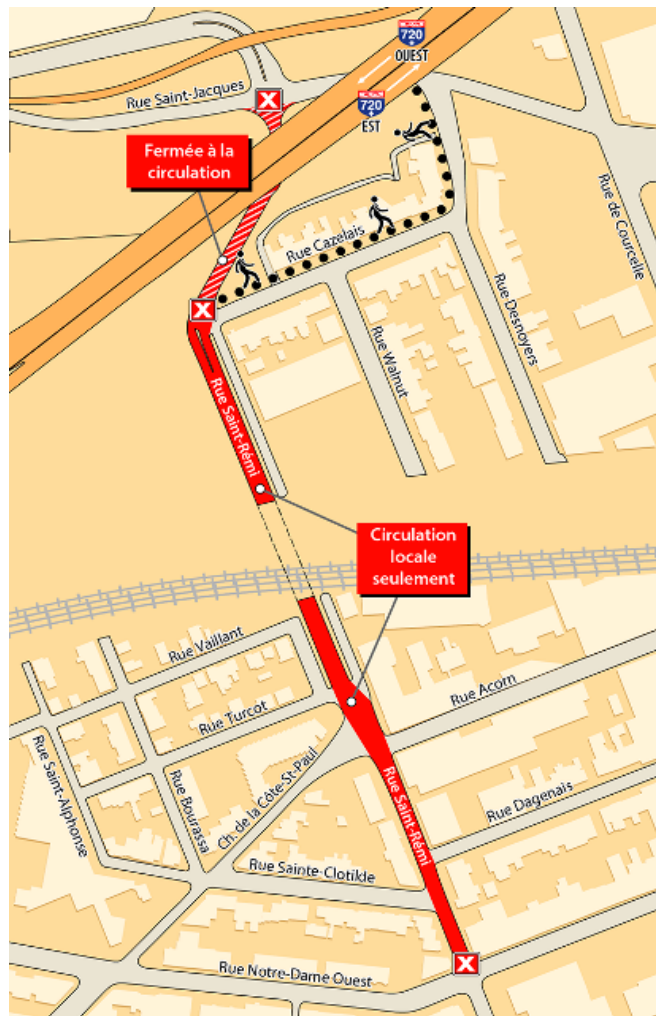 720
OUEST
Rue Saint-Jacques
720
EST
Fermée à la
circulation
Rue de Courcelle
Rue Cazelais
Rue Desnoyers
Rue Walnut
Rue Saint-Rémi
Circulation
locale
seulement
Rue Vaillant
Rue Acorn
Rue Turcot
Rue Saint-Alphonse
Rue Bourassa
Ch. de la Côte-St-Paul
Rue Saint-Rémi
Rue Dagenais
Rue Sainte-Clotilde
Rue Notre-Dame Ouest